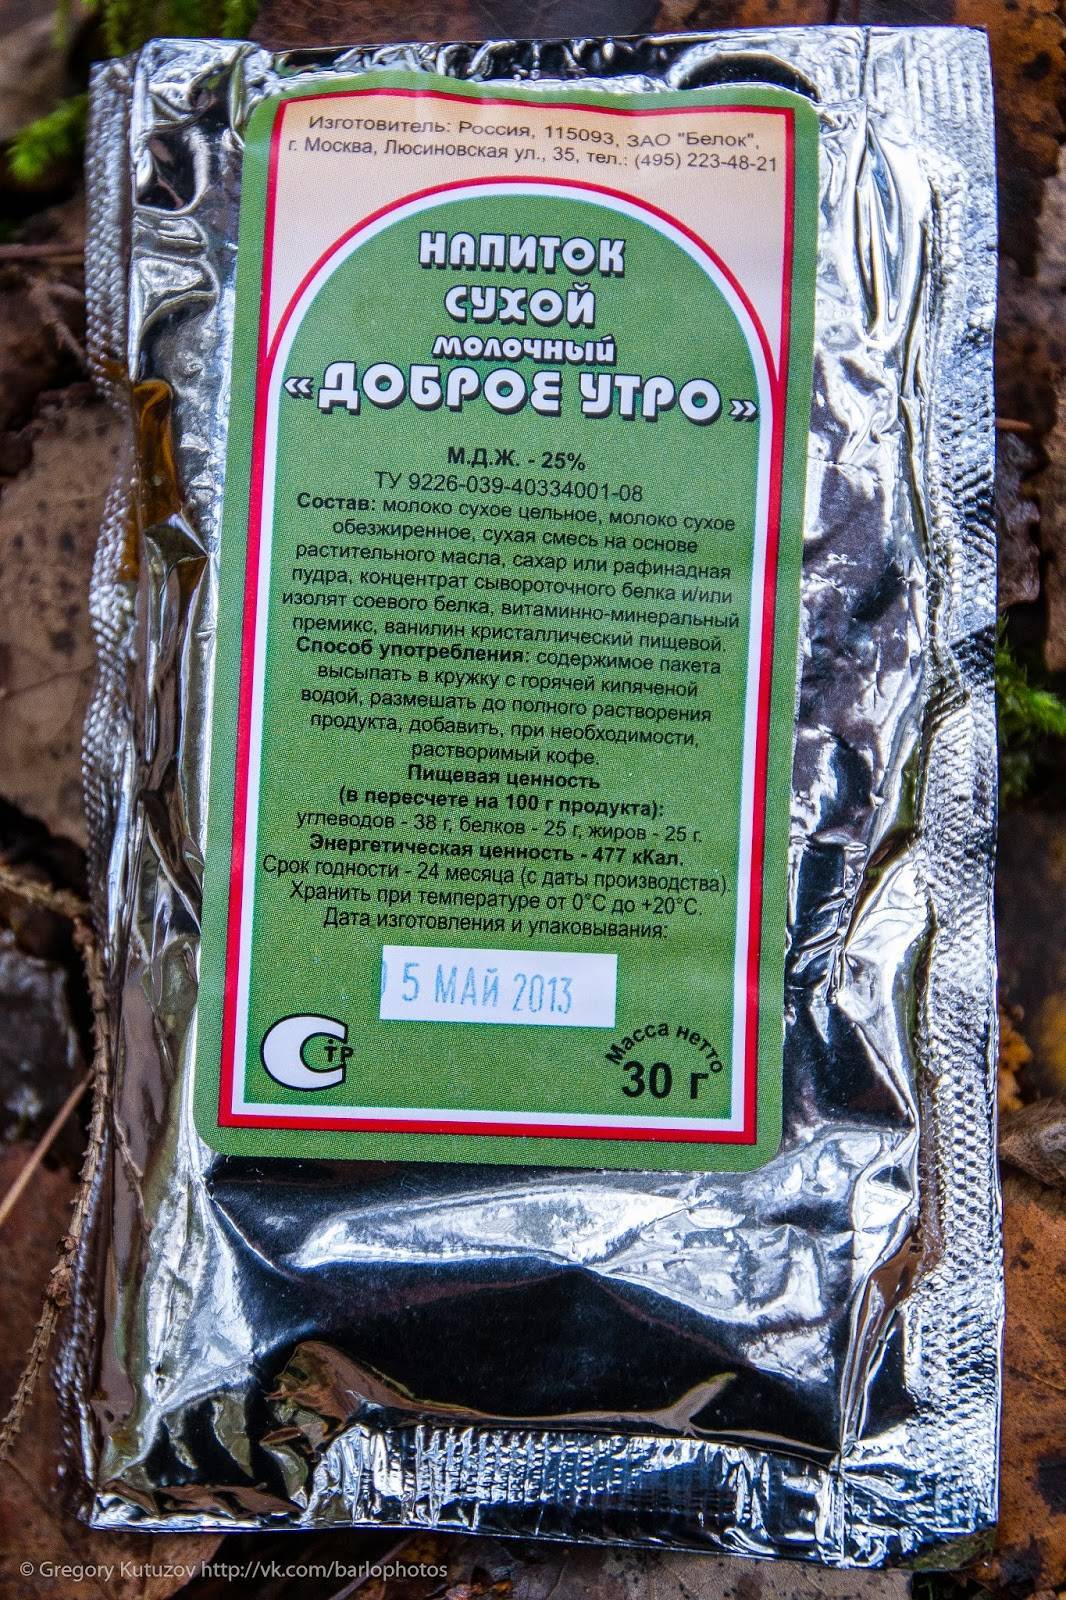 Изготовитель: Россия, 115093, ЗАО "Белок",
г. Москва, Люсиновская ул., 35, тел.: (495) 223-48-21
НАПИТОК
СУХОЙ
МОЛОЧНЫЙ
«ДОБРОЕ УТРО»
М.Д.Ж. - 25%
ТУ 9226-039-40334001-08
Состав: молоко сухое цельное, молоко сухое
обезжиренное, сухая смесь на основе
растительного масла, сахар или рафинадная
пудра, концентрат сывороточного белка и/или
изолят соевого белка, витаминно-минеральный
премикс, ванилин кристаллический пищевой.
Способ употребления: содержимое пакета
высыпать в кружку с горячей кипяченой
водой, размешать до полного растворения
продукта, добавить, при необходимости,
растворимый кофе.
Пищевая ценность
(в пересчете на 100 г продукта):
углеводов - 38 г, белков - 25 г, жиров - 25 г.
Энергетическая ценность - 477 кКал.
Срок годности - 24 месяца (с даты производства).
Хранить при температуре от 0°С до +20°С.
Дата изготовления и упаковывания:
5 МАЙ 2013
СТР
Масса нетто
30 г
© Gregory Kutuzov http://vk.com/barlophotos